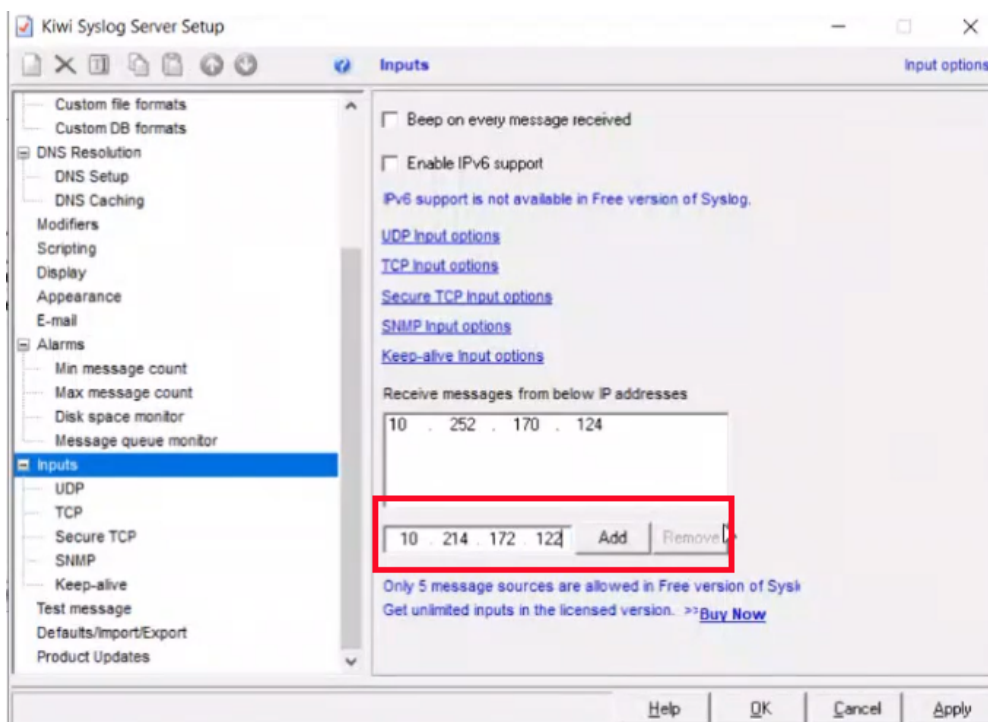 Kiwi Syslog Server Setup
Inputs
Input options
Custom file formats
Custom DB formats
DNS Resolution
DNS Setup
DNS Caching
Modifiers
Scripting
Display
Appearance
E-mail
Alarms
Min message count
Max message count
Disk space monitor
Message queue monitor
Inputs
UDP
TCP
Secure TCP
SNMP
Keep-alive
Test message
Defaults/Import/Export
Product Updates
Beep on every message received
Enable IPv6 support
IPv6 support is not available in Free version of Syslog.
UDP Input options
TCP Input options
Secure TCP Input options
SNMP Input options
Keep-alive Input options
Receive messages from below IP addresses
10 . 252 . 170 . 124
10 . 214 . 172 . 122 Add Remove
Only 5 message sources are allowed in Free version of Sysl
Get unlimited inputs in the licensed version. >>Buy Now
Help OK Cancel Apply